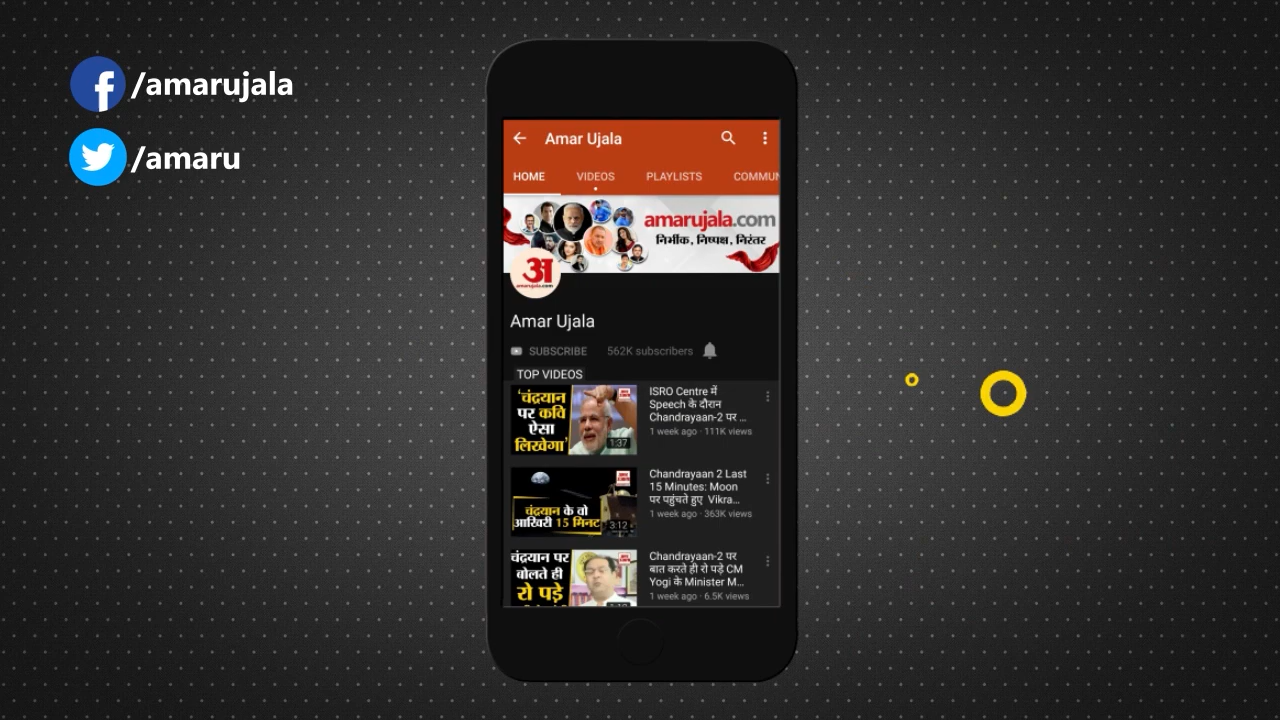 /amarujala
/amaru
Amar Ujala
HOME VIDEOS PLAYLISTS COMMUN
amarujala.com
निर्भीक, निष्पक्ष, निरंतर
अ
amarujala.com
Amar Ujala
SUBSCRIBE 562K subscribers
TOP VIDEOS
'चंद्रयान
पर कवि
ऐसा
लिखेगा'
1:37
ISRO Centre में
Speech के दौरान
Chandrayaan-2 पर ...
1 week ago · 111K views
चंद्रयान के वो
आखिरी 15 मिनट
3:12
Chandrayaan 2 Last
15 Minutes: Moon
पर पहुंचते हुए Vikra...
1 week ago · 363K views
चंद्रयान पर
बोलते ही
रो पड़े
Chandrayaan-2 पर
बात करते ही रो पड़े CM
Yogi के Minister M...
1 week ago · 6.5K views